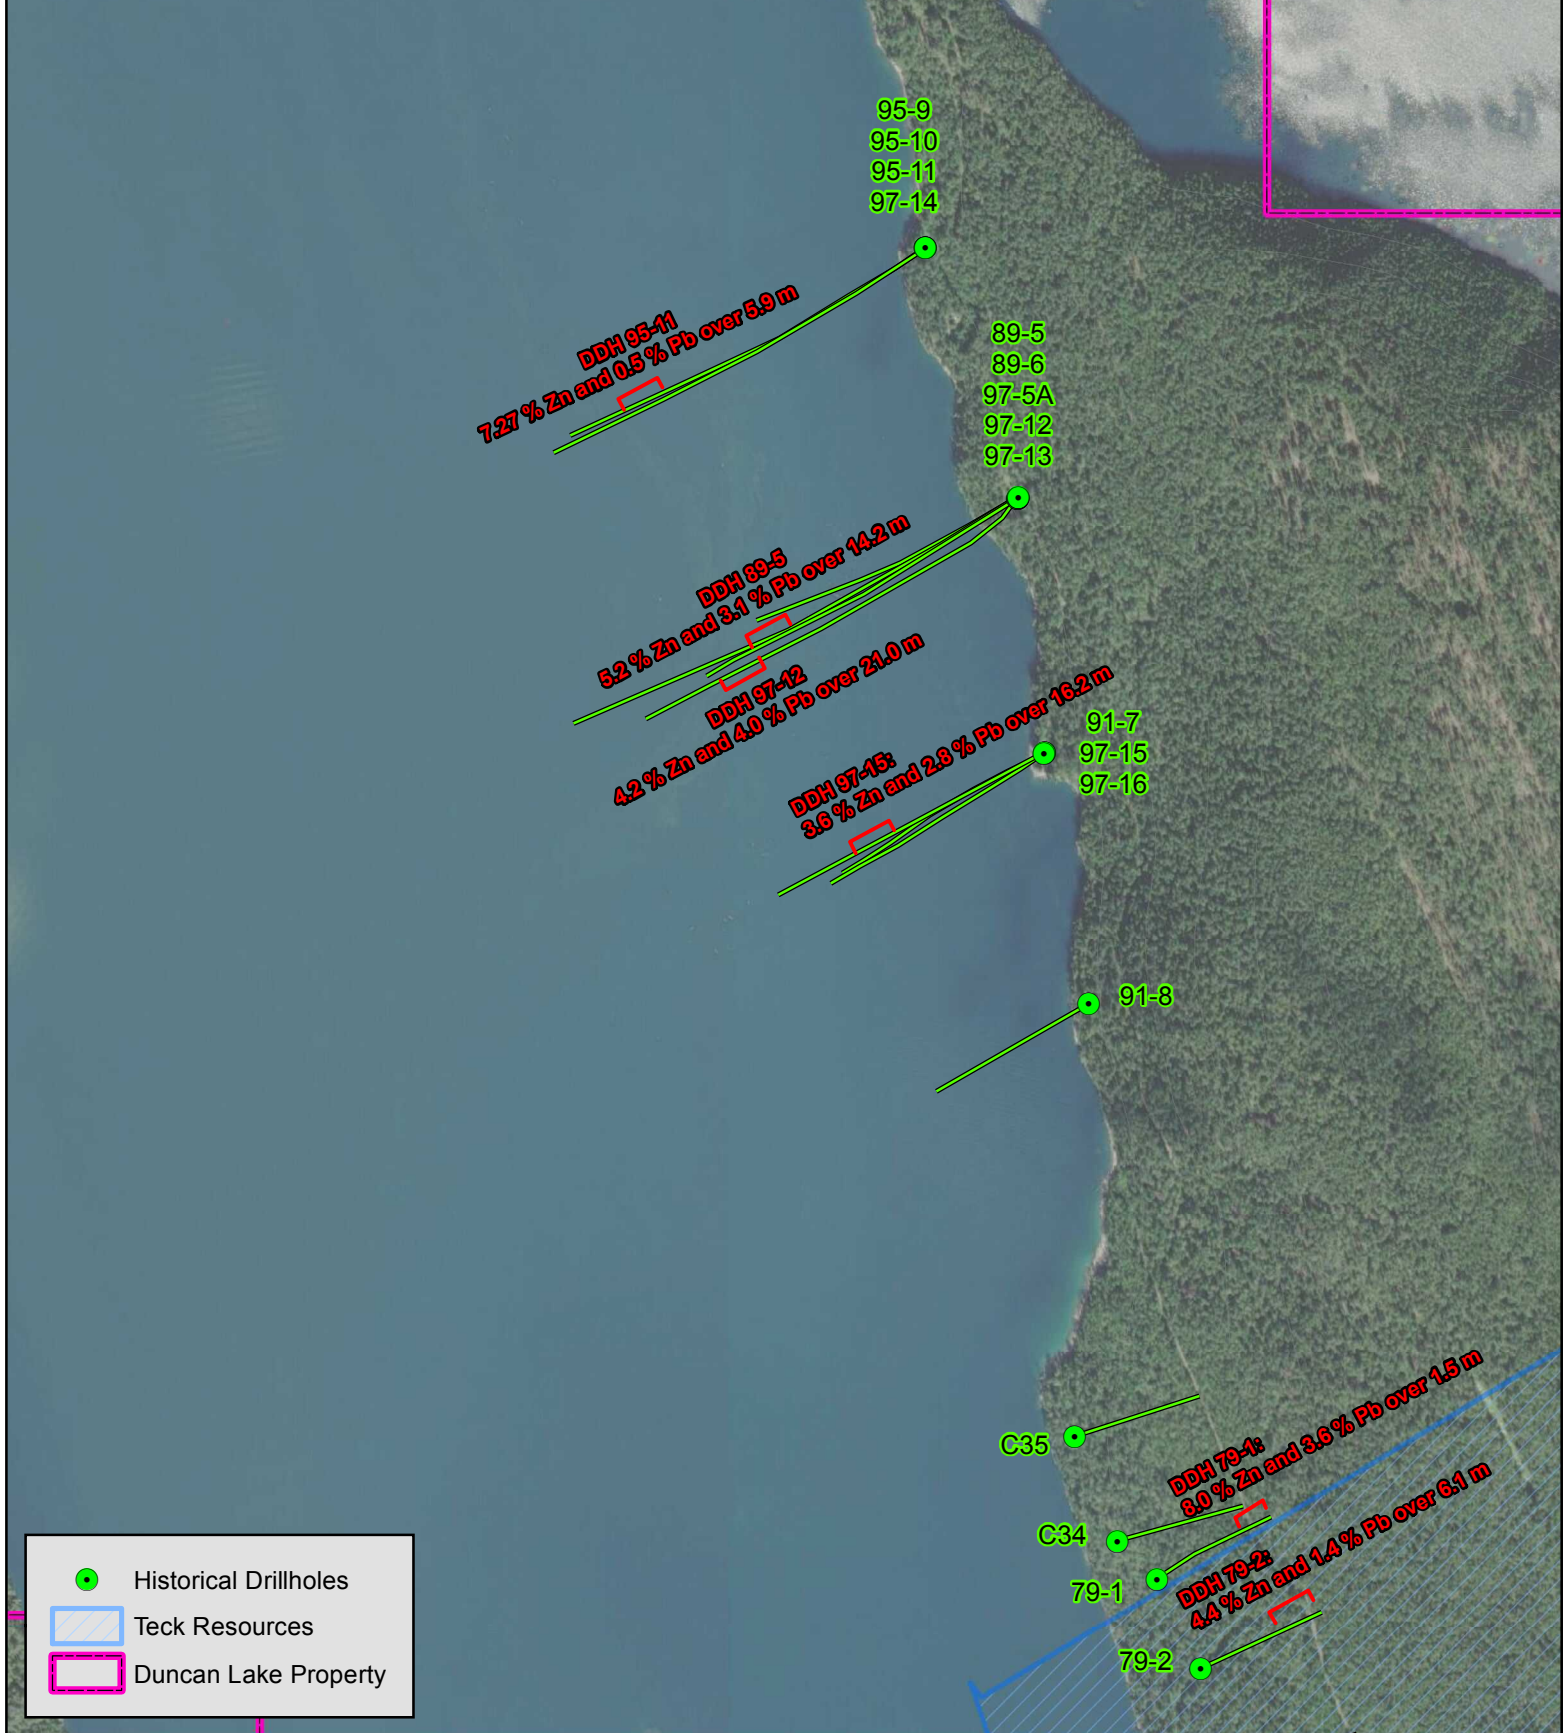 95-9
95-10
95-11
97-14
DDH 95-11
7.27 % Zn and 0.5 % Pb over 5.9 m
89-5
89-6
97-5A
97-12
97-13
DDH 89-5
5.2 % Zn and 3.1 % Pb over 14.2 m
DDH 97-12
4.2 % Zn and 4.0 % Pb over 21.0 m
91-7
97-15
97-16
DDH 97-15:
3.6 % Zn and 2.8 % Pb over 16.2 m
91-8
C35
DDH 79-1:
8.0 % Zn and 3.6 % Pb over 1.5 m
C34
79-1
DDH 79-2:
4.4 % Zn and 1.4 % Pb over 6.1 m
79-2
Historical Drillholes
Teck Resources
Duncan Lake Property